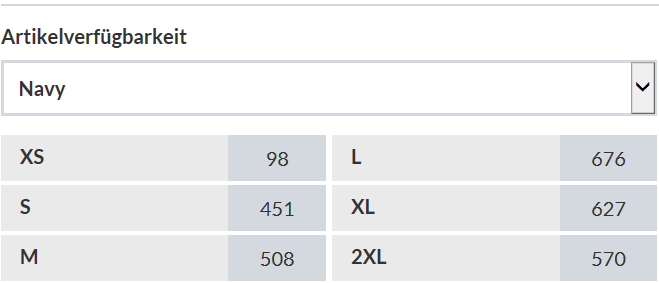 Artikelverfügbarkeit
Navy
XS 98 L 676
S 451 XL 627
M 508 2XL 570